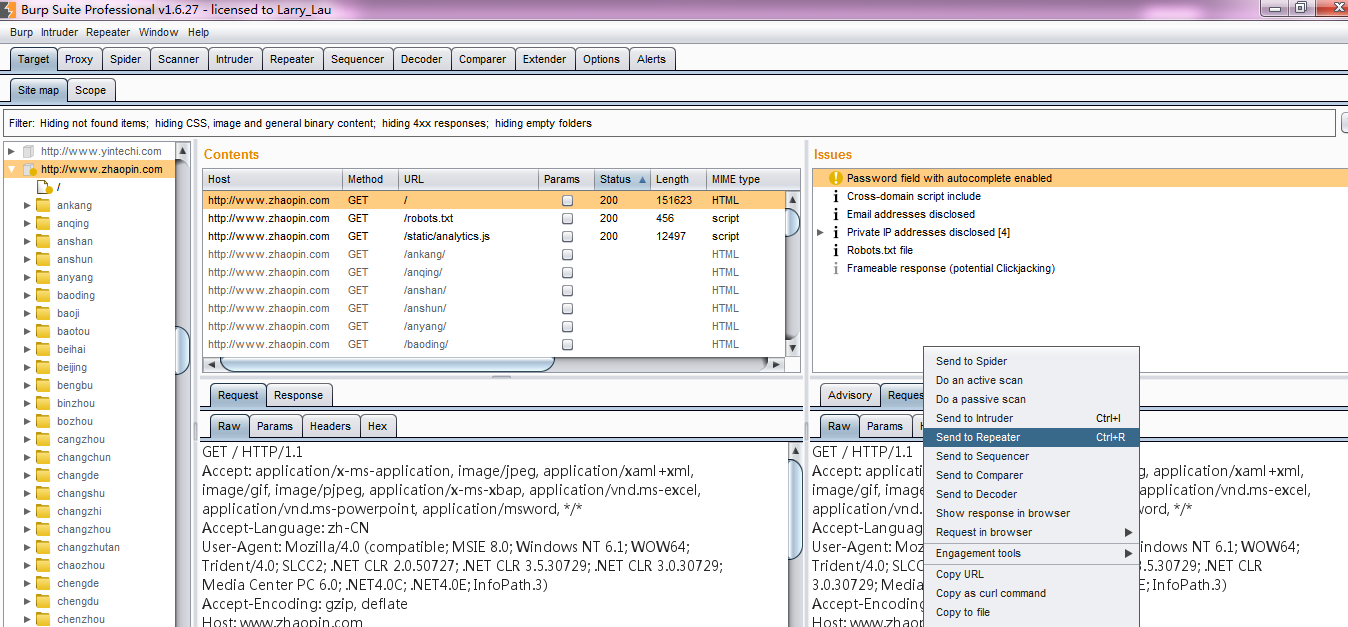 Burp Suite Professional v1.6.27 - licensed to Larry_Lau
Burp Intruder Repeater Window Help
Target Proxy Spider Scanner Intruder Repeater Sequencer Decoder Comparer Extender Options Alerts
Site map Scope
Filter: Hiding not found items; hiding CSS, image and general binary content; hiding 4xx responses; hiding empty folders
http://www.yintechi.com
http://www.zhaopin.com
/
ankang
anqing
anshan
anshun
anyang
baoding
baoji
baotou
beihai
beijing
bengbu
binzhou
bozhou
cangzhou
changchun
changde
changshu
changzhi
changzhou
changzhutan
chaozhou
chengde
chengdu
chenzhou
Contents
Host Method URL Params Status Length MIME type
http://www.zhaopin.com GET / 200 151623 HTML
http://www.zhaopin.com GET /robots.txt 200 456 script
http://www.zhaopin.com GET /static/analytics.js 200 12497 script
http://www.zhaopin.com GET /ankang/ HTML
http://www.zhaopin.com GET /anqing/ HTML
http://www.zhaopin.com GET /anshan/ HTML
http://www.zhaopin.com GET /anshun/ HTML
http://www.zhaopin.com GET /anyang/ HTML
http://www.zhaopin.com GET /baoding/ HTML
Request Response
Raw Params Headers Hex
GET / HTTP/1.1
Accept: application/x-ms-application, image/jpeg, application/xaml+xml,
image/gif, image/pjpeg, application/x-ms-xbap, application/vnd.ms-excel,
application/vnd.ms-powerpoint, application/msword, */*
Accept-Language: zh-CN
User-Agent: Mozilla/4.0 (compatible; MSIE 8.0; Windows NT 6.1; WOW64;
Trident/4.0; SLCC2; .NET CLR 2.0.50727; .NET CLR 3.5.30729; .NET CLR 3.0.30729;
Media Center PC 6.0; .NET4.0C; .NET4.0E; InfoPath.3)
Accept-Encoding: gzip, deflate
Host: www.zhaopin.com
Issues
Password field with autocomplete enabled
Cross-domain script include
Email addresses disclosed
Private IP addresses disclosed [4]
Robots.txt file
Frameable response (potential Clickjacking)
Advisory Reques
Raw Params H
GET / HTTP/1.1
Accept: applicati g, application/xaml+xml,
image/gif, image application/vnd.ms-excel,
application/vnd. word, */*
Accept-Languag
User-Agent: Moz indows NT 6.1; WOW64;
Trident/4.0; SLC .5.30729; .NET CLR
3.0.30729; Media E; InfoPath.3)
Accept-Encoding
Host: www.zhao
Send to Spider
Do an active scan
Do a passive scan
Send to Intruder Ctrl+I
Send to Repeater Ctrl+R
Send to Sequencer
Send to Comparer
Send to Decoder
Show response in browser
Request in browser
Engagement tools
Copy URL
Copy as curl command
Copy to file